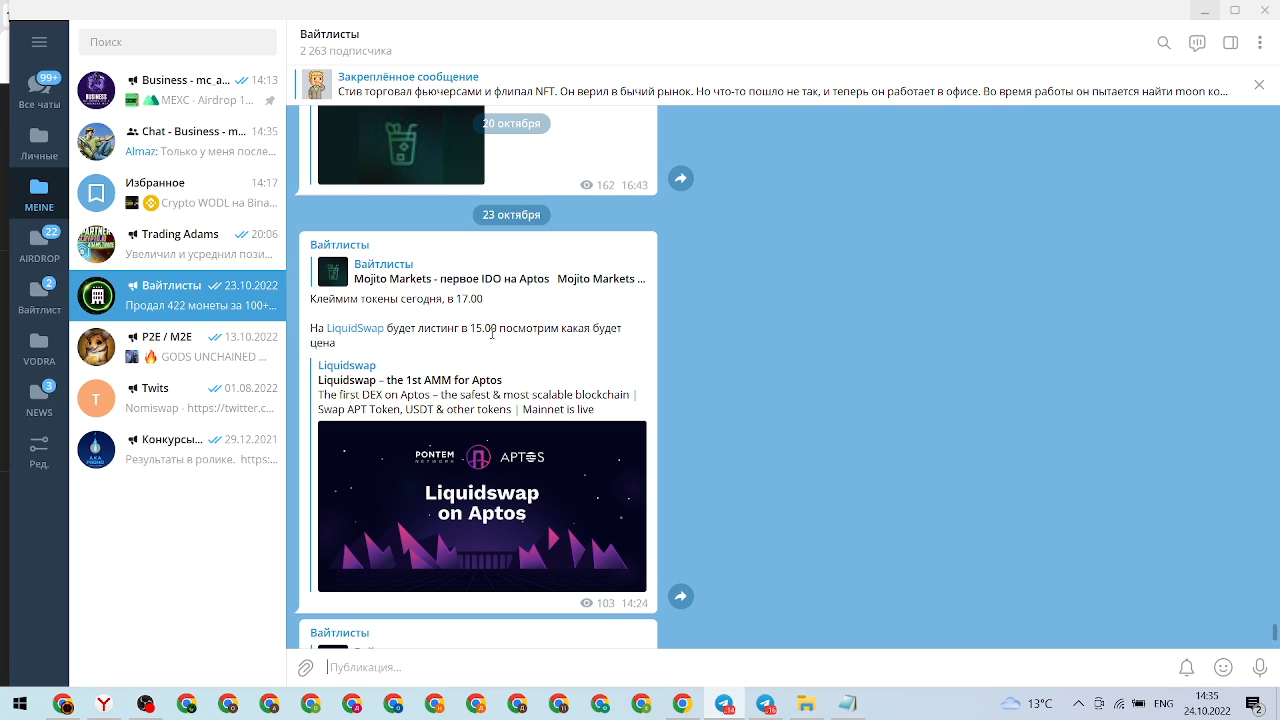 99+
Все чаты
Личные
MEINE
22
AIRDROP
2
Вайтлист
VODRA
3
NEWS
Ред.
Поиск
Business - mc_a... 14:13
MEXC - Airdrop 1...
Chat - Business - m... 14:35
Almaz: Только у меня после...
Избранное 14:17
Crypto WODL на Bina...
Trading Adams 20:06
Увеличил и усреднил пози...
Вайтлисты 23.10.2022
Продал 422 монеты за 100+...
P2E / M2E 13.10.2022
GODS UNCHAINED ...
Twits 01.08.2022
T
Nomiswap - https://twitter.c...
Конкурсы... 29.12.2021
Результаты в ролике. https:...
Вайтлисты
2 263 подписчика
Закреплённое сообщение
Стив торговал фьючерсами и флипал NFT. Он верил в бычий рынок. Но что-то пошло не так, и теперь он работает в офисе. Во время работы он пытается найти moon ко...
20 октября
162 16:43
23 октября
Вайтлисты
Вайтлисты
Mojito Markets - первое IDO на Aptos Mojito Markets ...
Клеймим токены сегодня, в 17.00
На LiquidSwap будет листинг в 15.00 посмотрим какая будет
цена
Liquidswap
Liquidswap – the 1st AMM for Aptos
The first DEX on Aptos – the safest & most scalable blockchain |
Swap APT Token, USDT & other tokens | Mainnet is live
PONTEM
NETWORK
APTOS
Liquidswap
on Aptos
103 14:24
Вайтлисты
Публикация...
13°C
ENG
14:35
24.10.2022
2